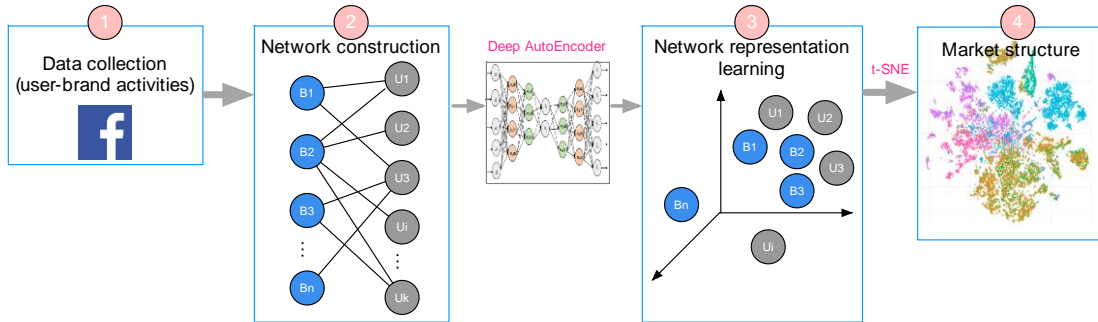 1
Data collection
(user-brand activities)
2
Network construction
B1
B2
B3
Bn
U1
U2
U3
Ui
Uk
Deep AutoEncoder
3
Network representation
learning
U1
U2
B1
B2
U3
B3
Bn
Ui
t-SNE
4
Market structure